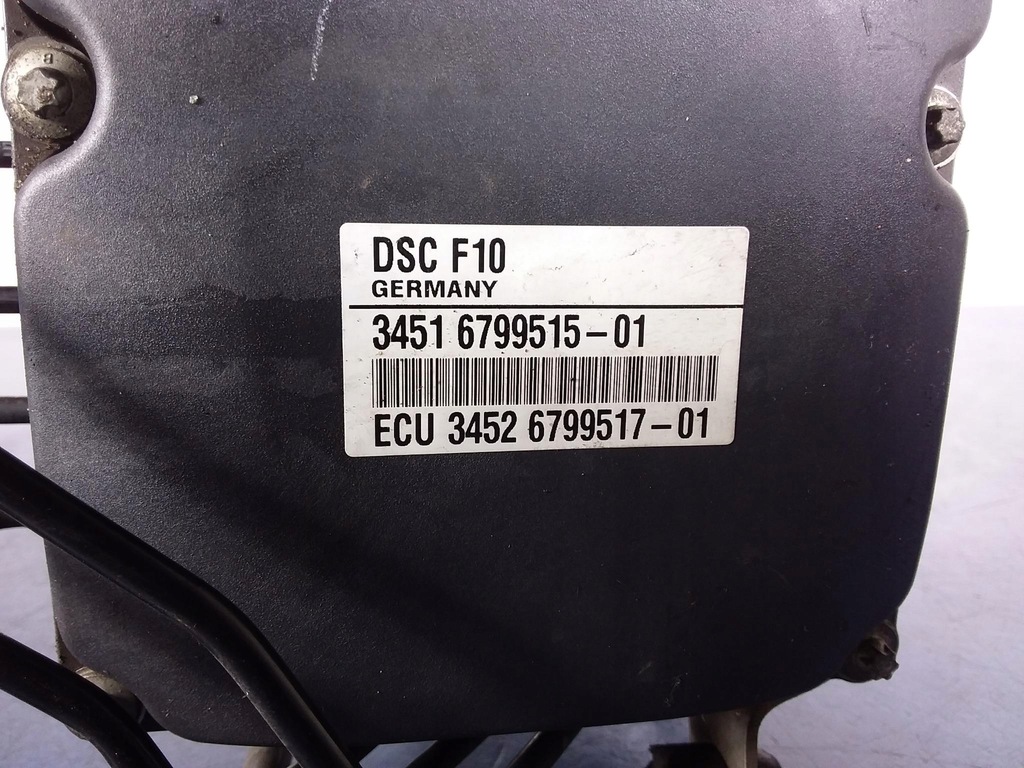 DSC F10
GERMANY
3451 6799515-01
ECU 3452 6799517-01